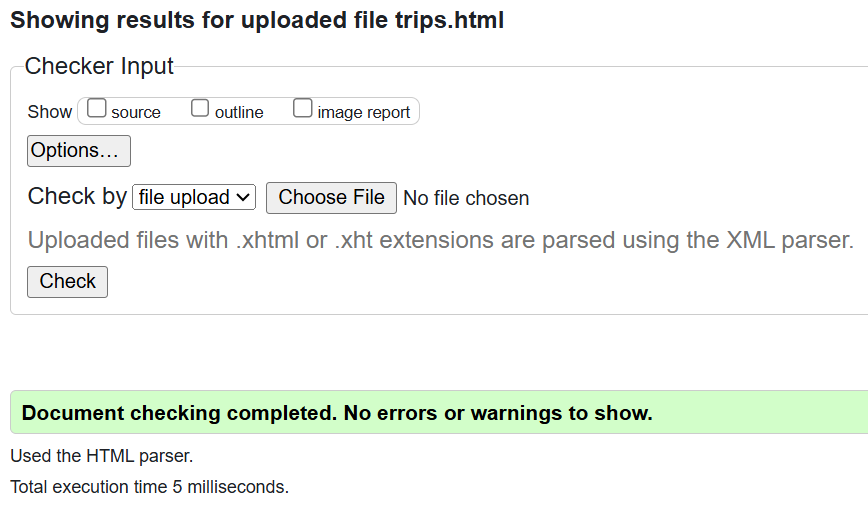 Showing results for uploaded file trips.html
Checker Input
Show source outline image report
Options...
Check by file upload Choose File No file chosen
Uploaded files with .xhtml or .xht extensions are parsed using the XML parser.
Check
Document checking completed. No errors or warnings to show.
Used the HTML parser.
Total execution time 5 milliseconds.